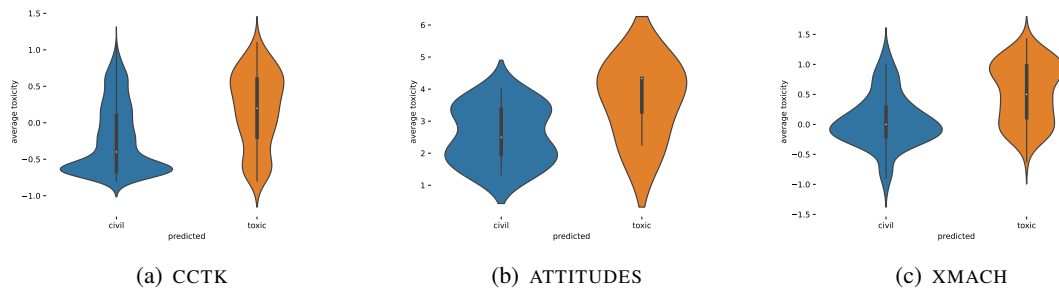 1.5
1.0
0.5
0.0
−0.5
−1.0
average toxicity
civil
toxic
predicted
(a) CCTK
6
5
4
3
2
1
average toxicity
civil
toxic
predicted
(b) ATTITUDES
1.5
1.0
0.5
0.0
−0.5
−1.0
−1.5
average toxicity
civil
toxic
predicted
(c) XMACH